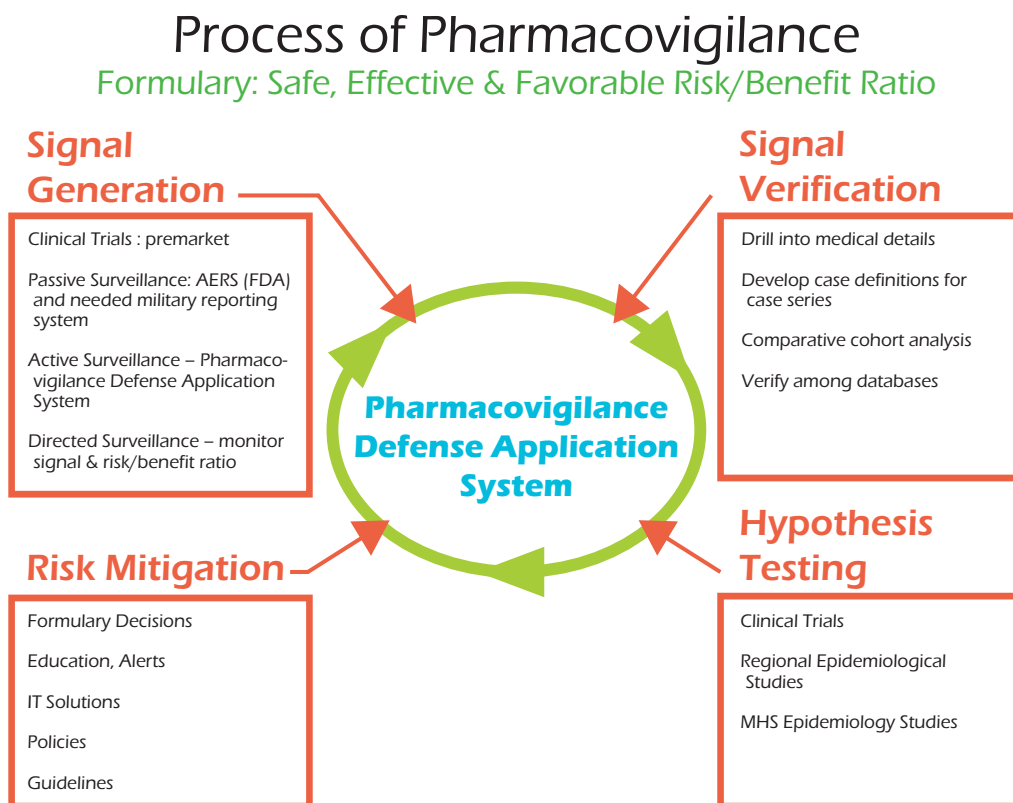 Process of Pharmacovigilance
Formulary: Safe, Effective & Favorable Risk/Benefit Ratio
Signal
Generation
Clinical Trials : premarket
Passive Surveillance: AERS (FDA)
and needed military reporting
system
Active Surveillance – Pharmaco-
vigilance Defense Application
System
Directed Surveillance – monitor
signal & risk/benefit ratio
Signal
Verification
Drill into medical details
Develop case definitions for
case series
Comparative cohort analysis
Verify among databases
Pharmacovigilance
Defense Application
System
Risk Mitigation
Formulary Decisions
Education, Alerts
IT Solutions
Policies
Guidelines
Hypothesis
Testing
Clinical Trials
Regional Epidemiological
Studies
MHS Epidemiology Studies